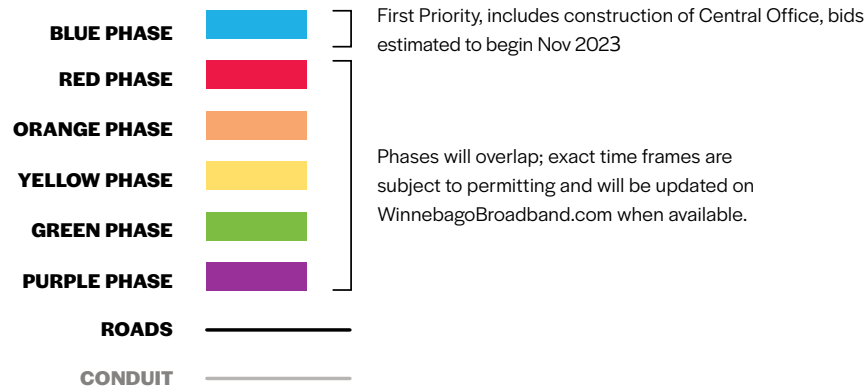 BLUE PHASE
First Priority, includes construction of Central Office, bids
estimated to begin Nov 2023
RED PHASE
ORANGE PHASE
YELLOW PHASE
GREEN PHASE
PURPLE PHASE
Phases will overlap; exact time frames are
subject to permitting and will be updated on
WinnebagoBroadband.com when available.
ROADS
CONDUIT